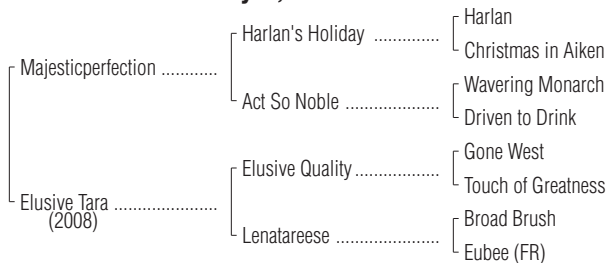 Harlan
Harlan's Holiday ..............
Christmas in Aiken
Majesticperfection ...........
Wavering Monarch
Act So Noble ....................
Driven to Drink
Gone West
Elusive Quality .................
Touch of Greatness
Elusive Tara ......................
(2008)
Broad Brush
Lenatareese .....................
Eubee (FR)